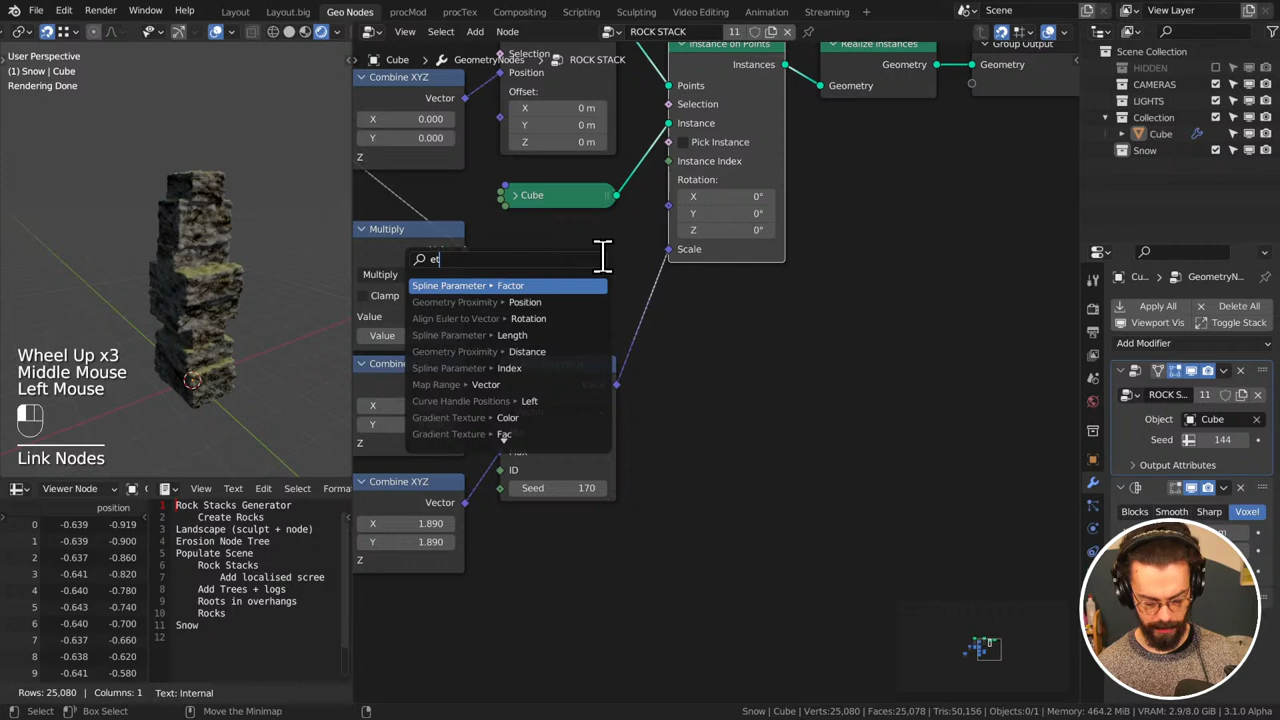 File Edit Render Window Help
Layout Layout.big Geo Nodes procMod procTex Compositing Scripting Sculpting Video Editing Animation Streaming
Scene
View Layer
View Select Add Node
ROCK STACK 11
Cube > GeometryNodes > ROCK STACK
User Perspective
(1) Snow | Cube
Rendering Done
Combine XYZ
Vector
X 0.000
Y 0.000
Z
Selection
Position
Offset:
X 0 m
Y 0 m
Z 0 m
Cube
Instance on Points
Instances
Points
Selection
Instance
Pick Instance
Instance Index
Rotation:
X 0°
Y 0°
Z 0°
Scale
Realize Instances
Geometry
Geometry
Group Output
Geometry
Multiply
Multiply
Clamp
Value
Value
et
Spline Parameter ▸ Factor
Geometry Proximity ▸ Position
Align Euler to Vector ▸ Rotation
Spline Parameter ▸ Length
Geometry Proximity ▸ Distance
Spline Parameter ▸ Index
Map Range ▸ Vector
Curve Handle Positions ▸ Left
Gradient Texture ▸ Color
Gradient Texture ▸ Fac
X
Y
Z
Max
ID
Seed 170
Combine XYZ
Vector
X 1.890
Y 1.890
Z
Wheel Up x3
Middle Mouse
Left Mouse
Link Nodes
Scene Collection
HIDDEN
CAMERAS
LIGHTS
Collection
Cube
Snow
Cube > GeometryN...
Apply All Delete All
Viewport Vis Toggle Stack
Add Modifier
ROCK S... 11
Object Cube
Seed 144
Output Attributes
Blocks Smooth Sharp Voxel
Viewer Node
View Text Edit Select Forma
position
0 -0.639 -0.919
1 -0.639 -0.900
2 -0.637 -0.860
3 -0.641 -0.820
4 -0.640 -0.780
5 -0.645 -0.740
6 -0.640 -0.700
7 -0.637 -0.660
8 -0.638 -0.620
9 -0.641 -0.580
Rows: 25,080 | Columns: 1
1 Rock Stacks Generator
2 Create Rocks
3 Landscape (sculpt + node)
4 Erosion Node Tree
5 Populate Scene
6 Rock Stacks
7 Add localised scree
8 Add Trees + logs
9 Roots in overhangs
10 Rocks
11 Snow
12
Text: Internal
Select Box Select Move the Minimap
Snow | Cube | Verts:25,080 | Faces:25,078 | Tris:50,156 | Objects:0/1 | Memory: 464.2 MiB | VRAM: 2.9/8.0 GiB | 3.1.0 Alpha